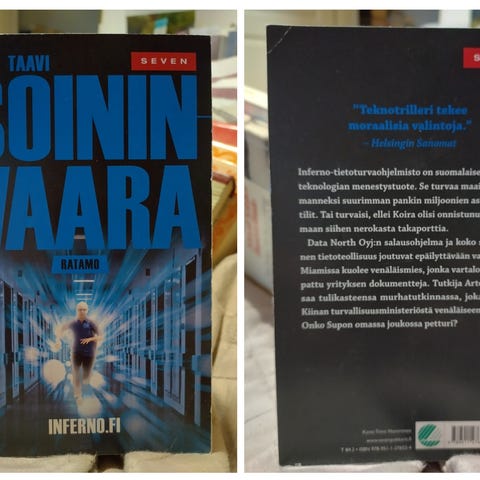 TAAVI
SEVEN
SOININ
VAARA
RATAMO
INFERNO.FI
S
"Teknotrilleri tekee
moraalisia valintoja."
– Helsingin Sanomat
Inferno-tietoturvaohjelmisto on suomalaise
teknologian menestystuote. Se turvaa maai
manneksi suurimman pankin miljoonien as
tilit. Tai turvaisi, ellei Koira olisi onnistunu
maan siihen nerokasta takaporttia.
Data North Oyj:n salausohjelma ja koko s
nen tietoteollisuus joutuvat epäilyttävään va
Miamissa kuolee venäläismies, jonka vartalo
pattu yrityksen dokumentteja. Tutkija Art
saa tulikasteensa murhatutkinnassa, joka
Kiinan turvallisuusministeriöstä venäläiseen
Onko Supon omassa joukossa petturi?